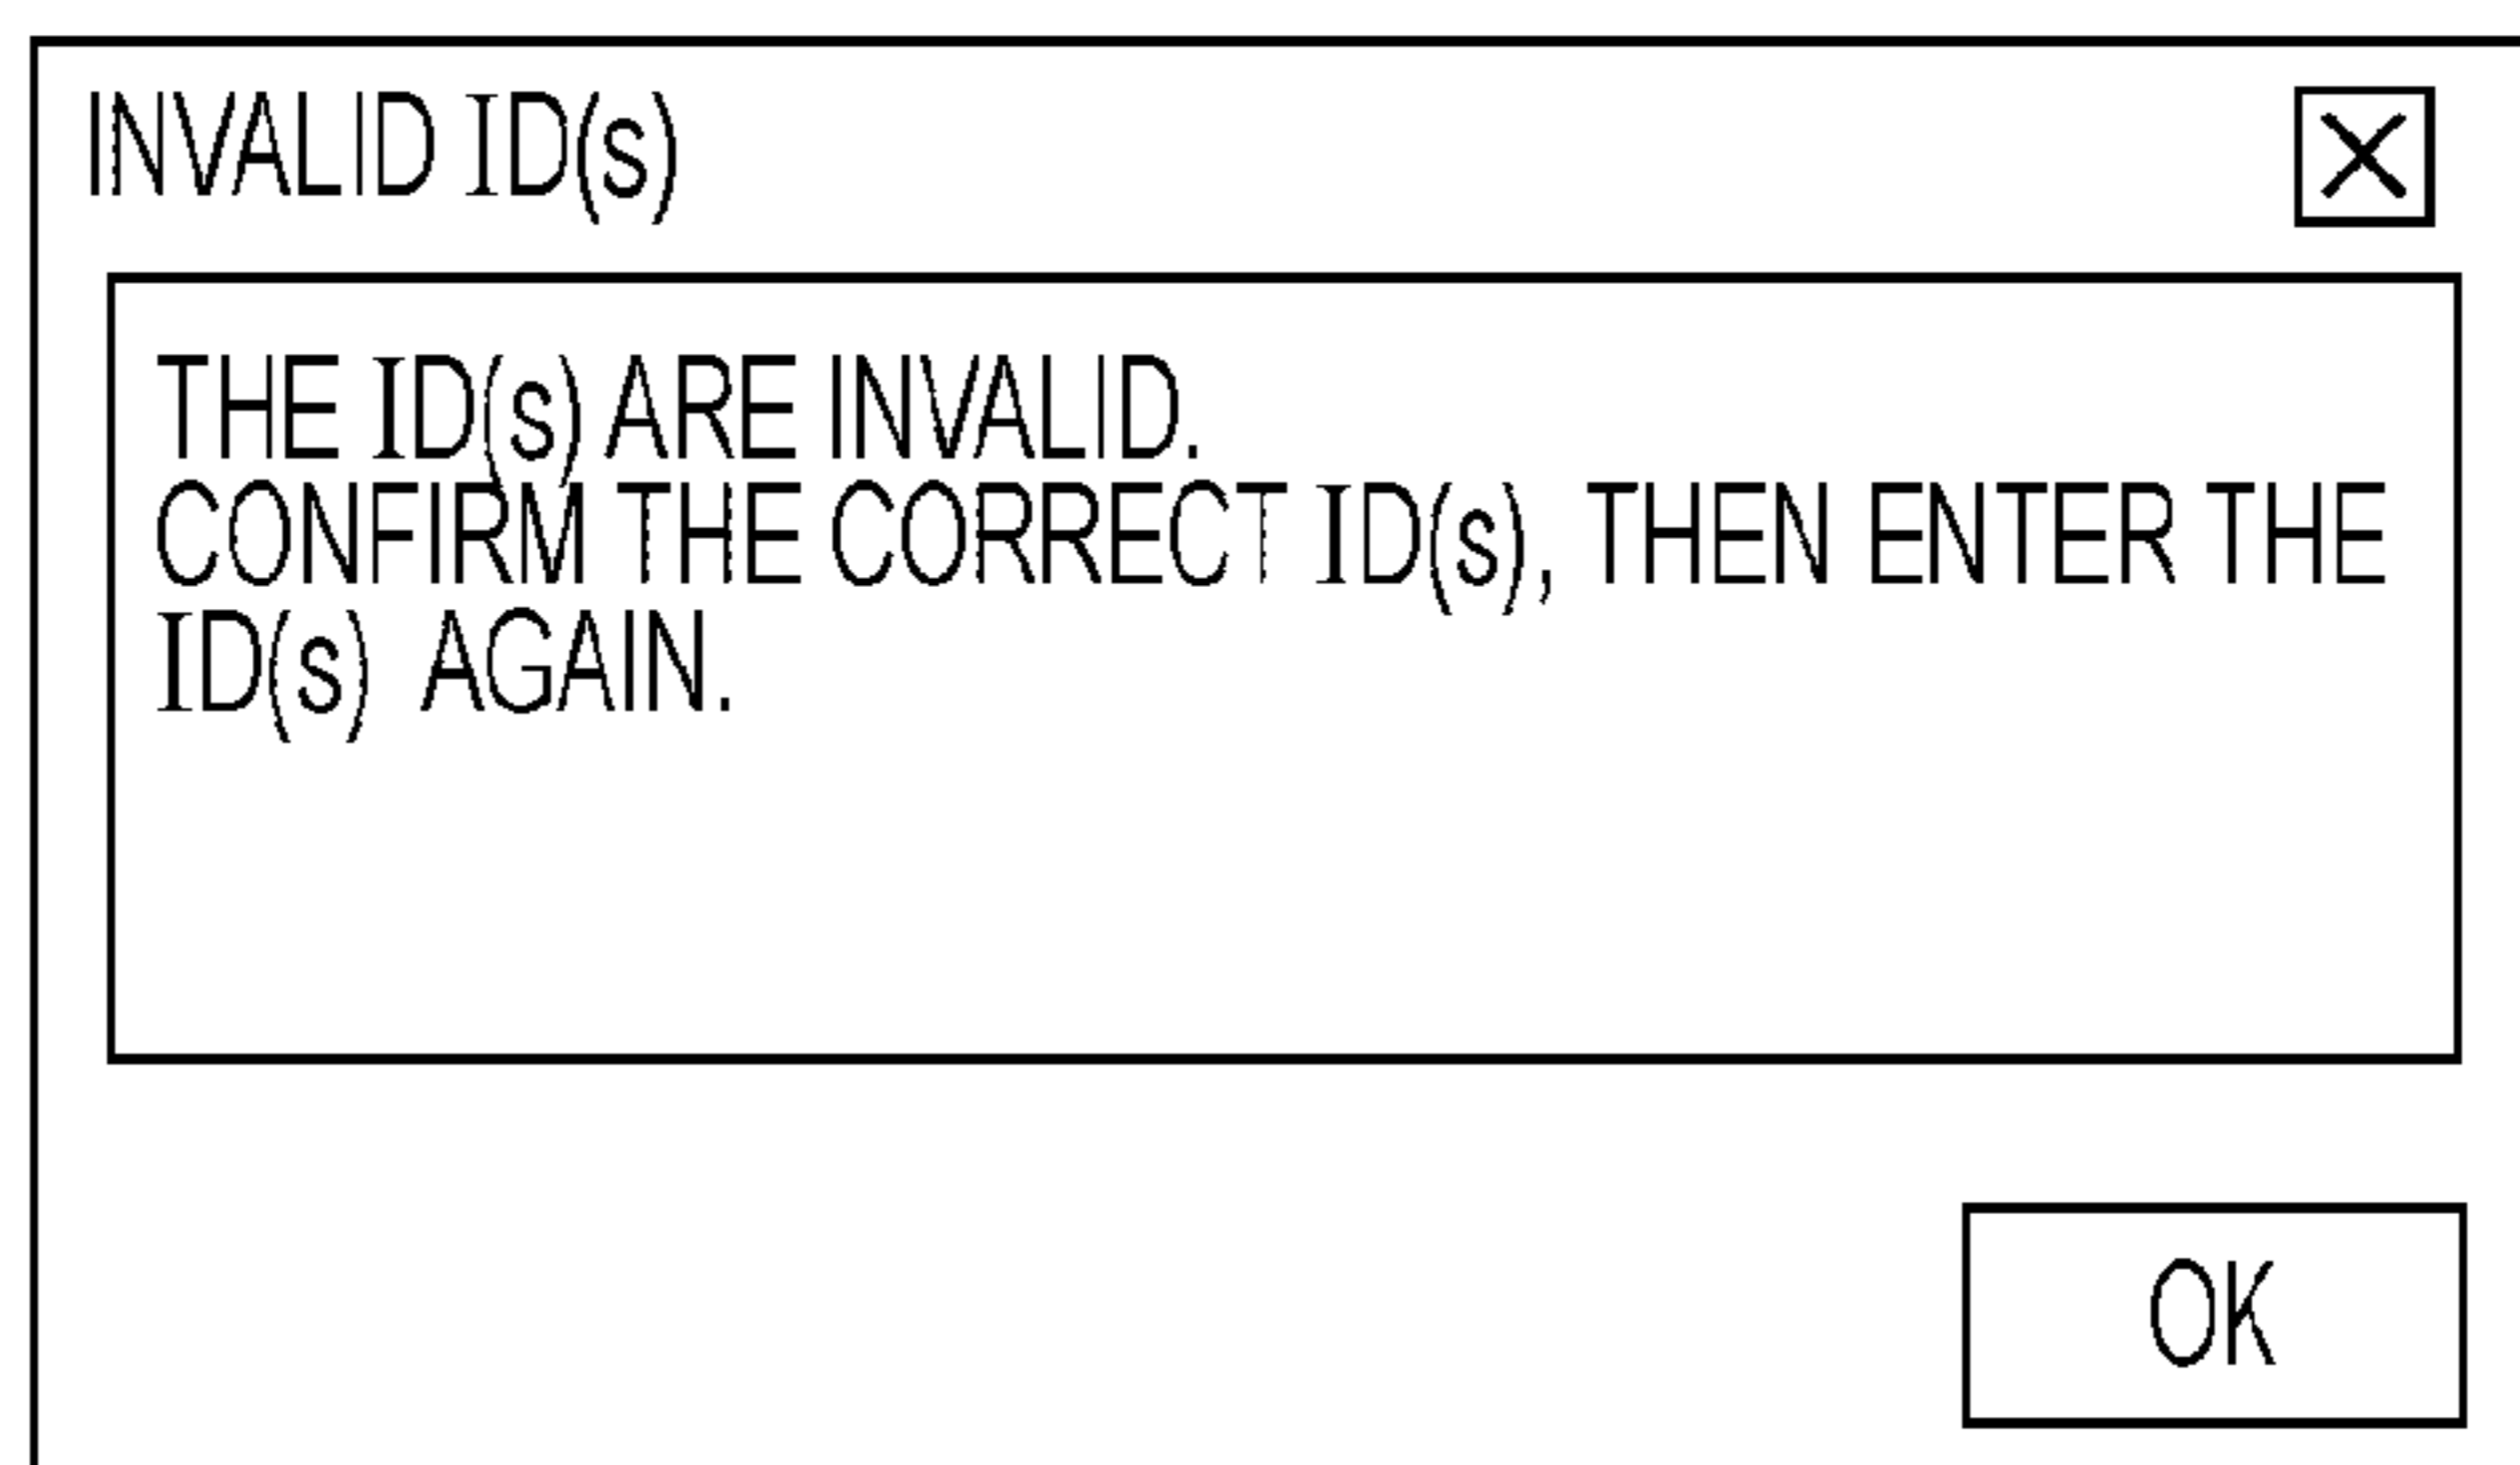 INVALID ID(s)
THE ID(s) ARE INVALID.
CONFIRM THE CORRECT ID(s), THEN ENTER THE
ID(s) AGAIN.
OK